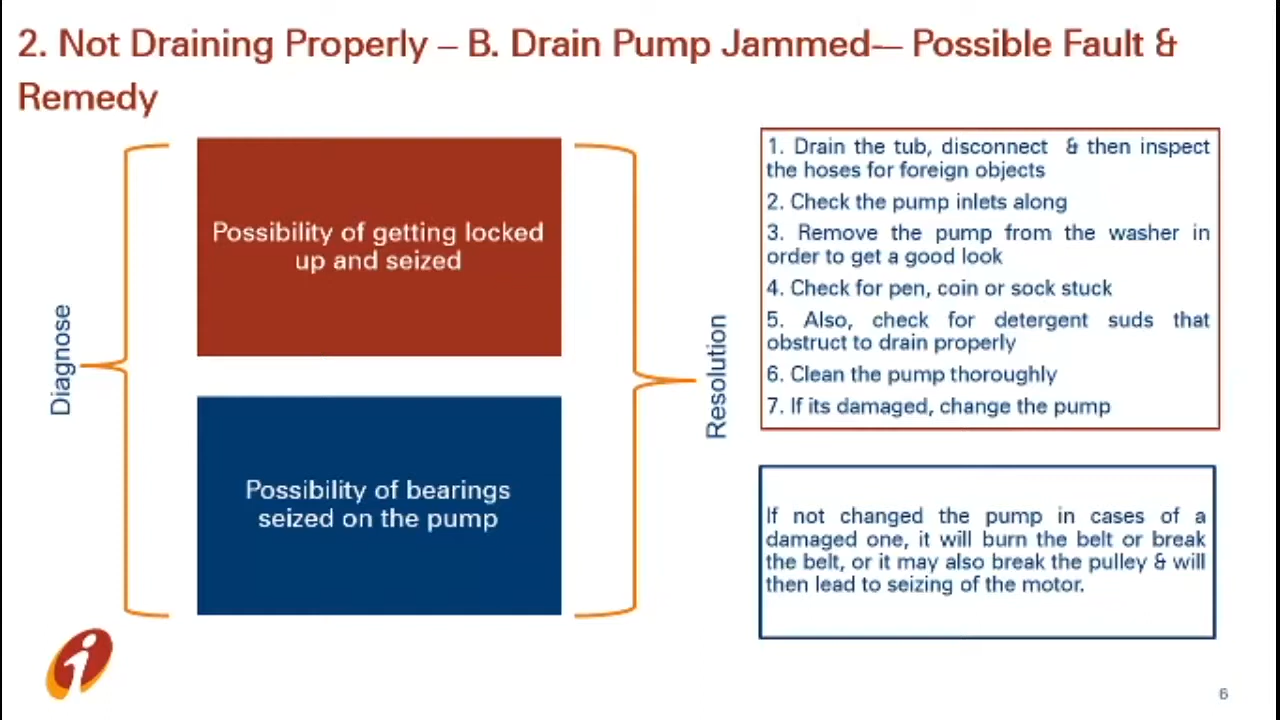 2. Not Draining Properly – B. Drain Pump Jammed-– Possible Fault &
Remedy
Diagnose
Possibility of getting locked
up and seized
Possibility of bearings
seized on the pump
Resolution
1. Drain the tub, disconnect & then inspect
the hoses for foreign objects
2. Check the pump inlets along
3. Remove the pump from the washer in
order to get a good look
4. Check for pen, coin or sock stuck
5. Also, check for detergent suds that
obstruct to drain properly
6. Clean the pump thoroughly
7. If its damaged, change the pump
If not changed the pump in cases of a
damaged one, it will burn the belt or break
the belt, or it may also break the pulley & will
then lead to seizing of the motor.
i
6